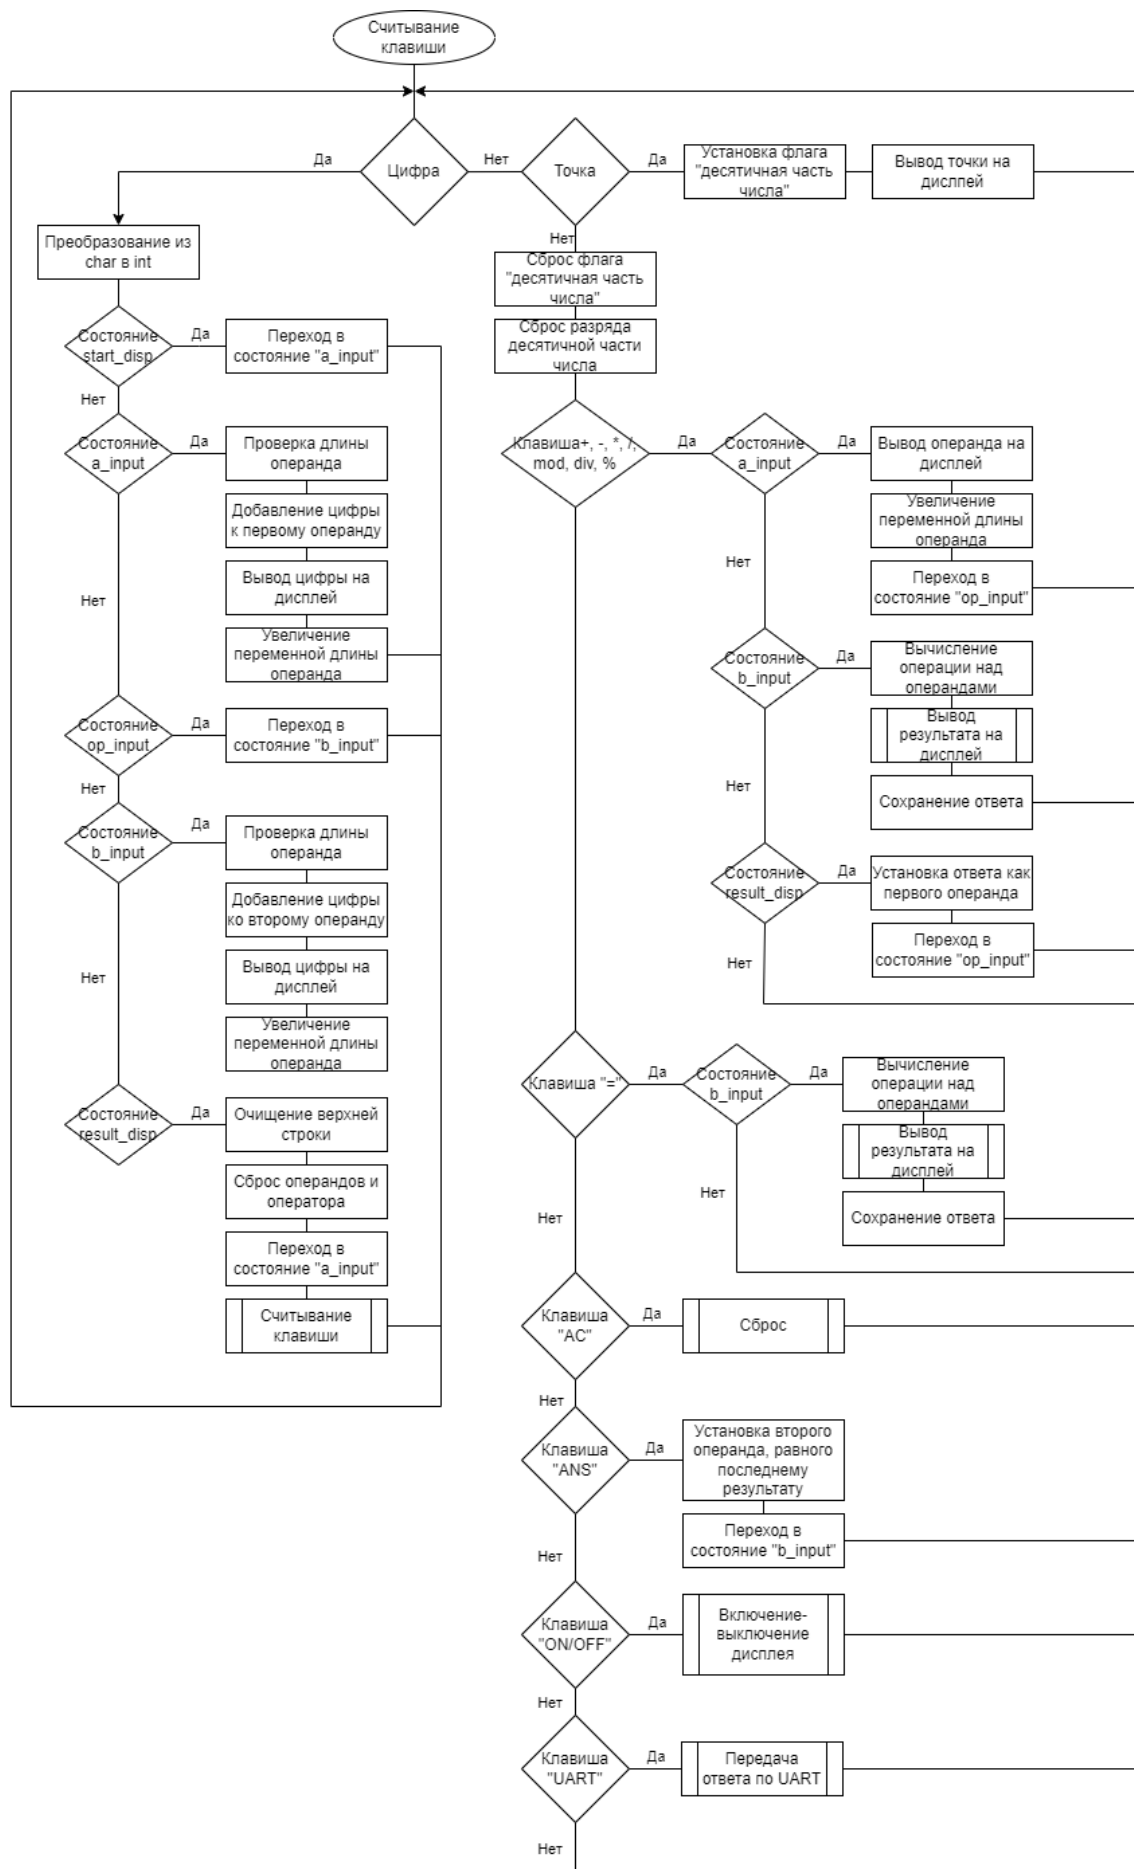 Считывание
клавиши
Да
Цифра
Нет
Точка
Да
Установка флага
"десятичная часть
числа"
Вывод точки на
дислпей
Преобразование из
char в int
Состояние
start_disp
Да
Переход в
состояние "a_input"
Нет
Состояние
a_input
Да
Проверка длины
операнда
Добавление цифры
к первому операнду
Вывод цифры на
дисплей
Увеличение
переменной длины
операнда
Нет
Состояние
op_input
Да
Переход в
состояние "b_input"
Нет
Состояние
b_input
Да
Проверка длины
операнда
Добавление цифры
ко второму операнду
Вывод цифры на
дисплей
Увеличение
переменной длины
операнда
Нет
Состояние
result_disp
Да
Очищение верхней
строки
Сброс операндов и
оператора
Переход в
состояние "a_input"
Считывание
клавиши
Нет
Сброс флага
"десятичная часть
числа"
Сброс разряда
десятичной части
числа
Клавиша+, -, *, /,
mod, div, %
Да
Состояние
a_input
Да
Вывод операнда на
дисплей
Увеличение
переменной длины
операнда
Переход в
состояние "op_input"
Нет
Состояние
b_input
Да
Вычисление
операции над
операндами
Вывод
результата на
дисплей
Сохранение ответа
Нет
Состояние
result_disp
Да
Установка ответа как
первого операнда
Переход в
состояние "op_input"
Нет
Клавиша "="
Да
Состояние
b_input
Да
Вычисление
операции над
операндами
Вывод
результата на
дисплей
Сохранение ответа
Нет
Нет
Клавиша
"AC"
Да
Сброс
Нет
Клавиша
"ANS"
Да
Установка второго
операнда, равного
последнему
результату
Переход в
состояние "b_input"
Нет
Клавиша
"ON/OFF"
Да
Включение-
выключение
дисплея
Нет
Клавиша
"UART"
Да
Передача
ответа по UART
Нет